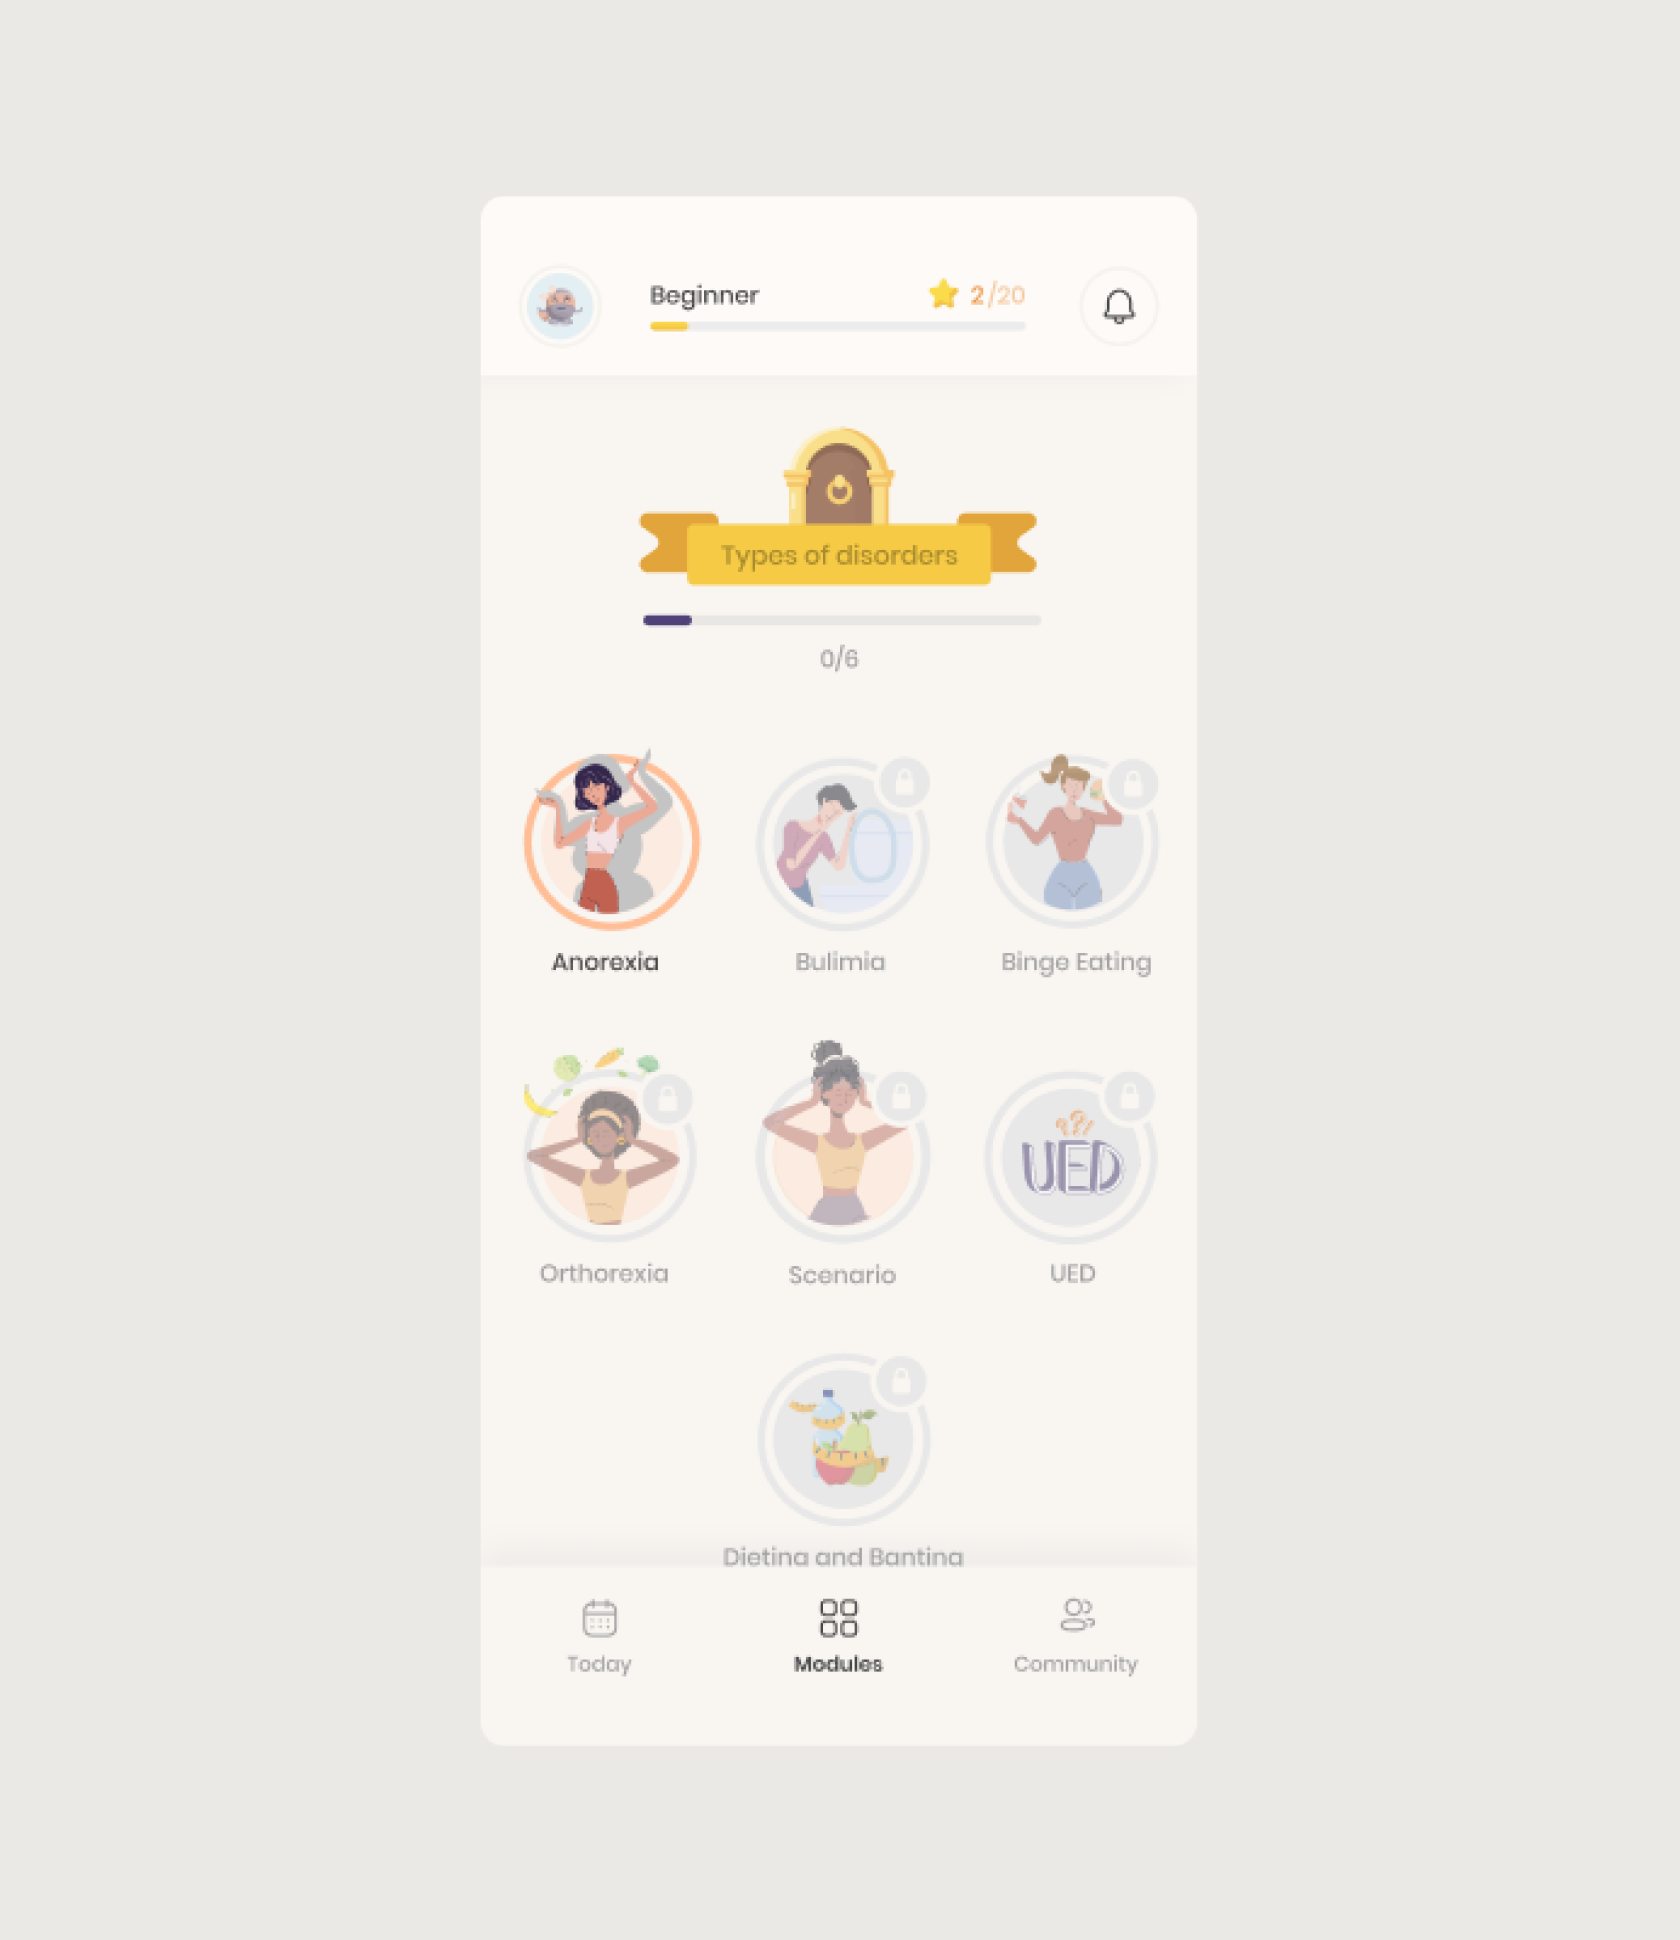 Beginner
2/20
Types of disorders
0/6
Anorexia
Bulimia
Binge Eating
???
UED
Orthorexia
Scenario
UED
Dieting and Banting
Today
Modules
Community